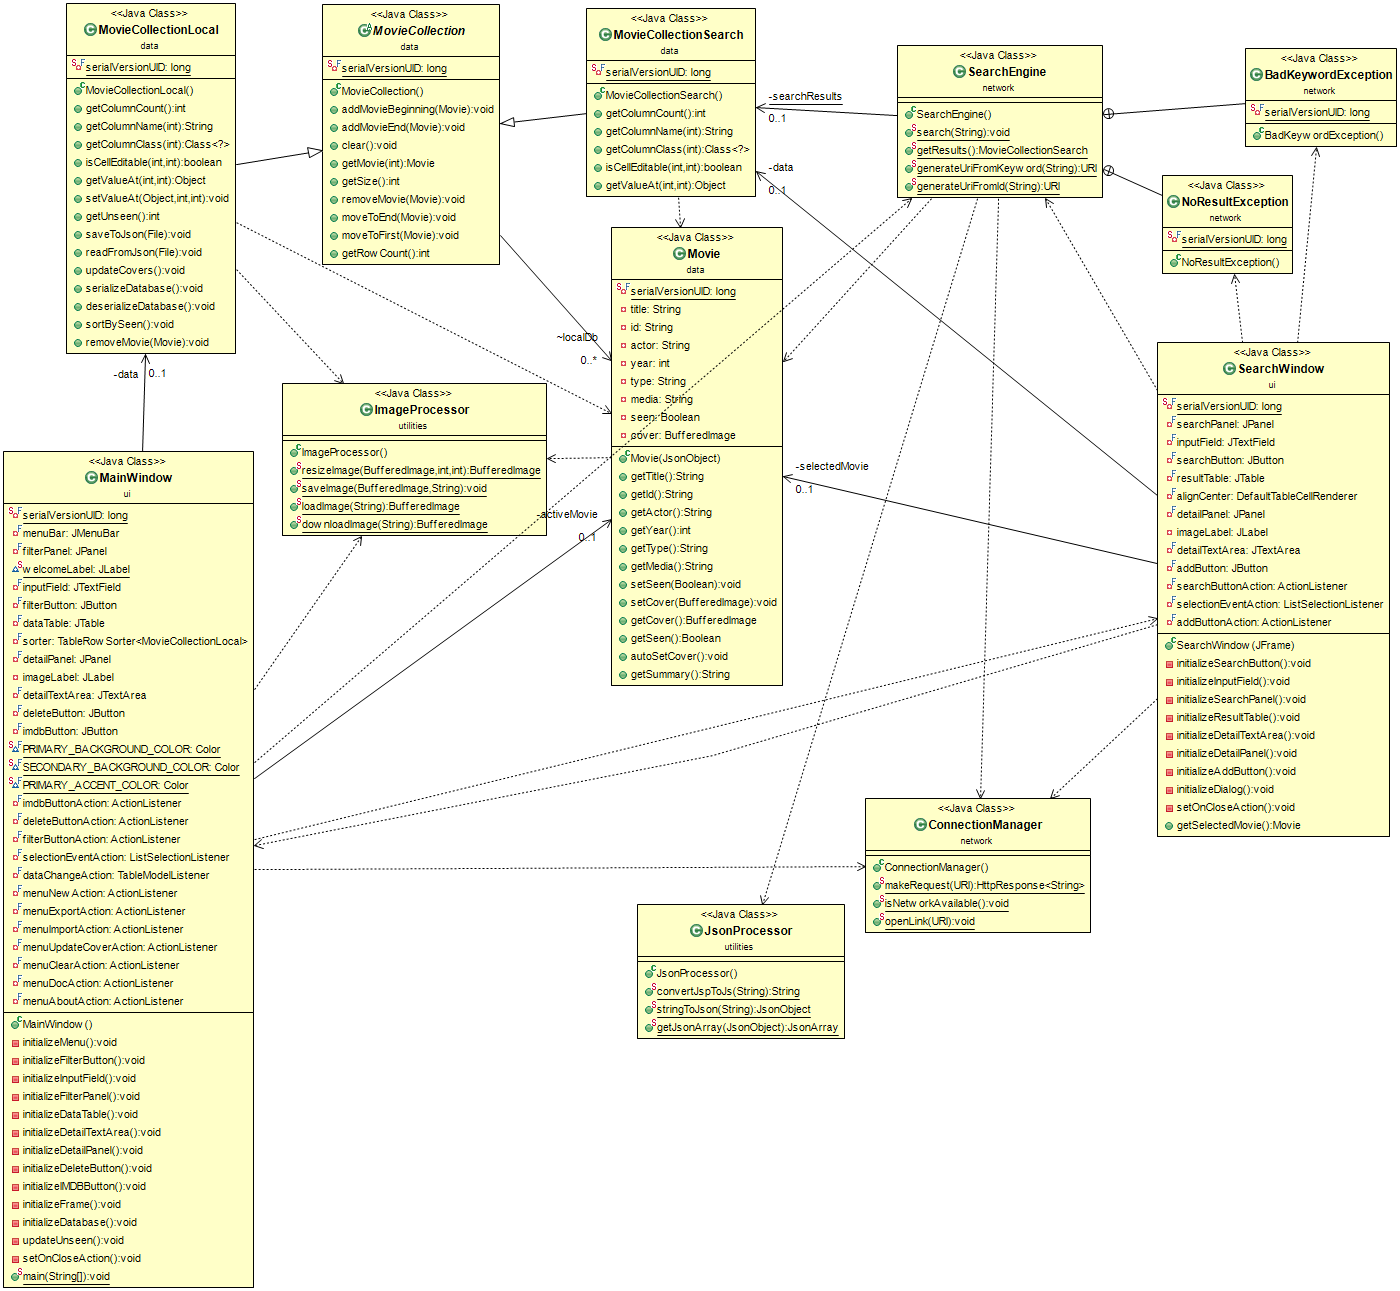 <<Java Class>>
MovieCollectionLocal
data
serialVersionUID: long
MovieCollectionLocal()
getColumnCount():int
getColumnName(int):String
getColumnClass(int):Class<?>
isCellEditable(int,int):boolean
getValueAt(int,int):Object
setValueAt(Object,int,int):void
getUnseen():int
saveToJson(File):void
readFromJson(File):void
updateCovers():void
serializeDatabase():void
deserializeDatabase():void
sortBySeen():void
removeMovie(Movie):void
<<Java Class>>
MovieCollection
data
serialVersionUID: long
MovieCollection()
addMovieBeginning(Movie):void
addMovieEnd(Movie):void
clear():void
getMovie(int):Movie
getSize():int
removeMovie(Movie):void
moveToEnd(Movie):void
moveToFirst(Movie):void
getRowCount():int
<<Java Class>>
MovieCollectionSearch
data
serialVersionUID: long
MovieCollectionSearch()
getColumnCount():int
getColumnName(int):String
getColumnClass(int):Class<?>
isCellEditable(int,int):boolean
getValueAt(int,int):Object
-searchResults
0..1
-data
0..1
<<Java Class>>
SearchEngine
network
SearchEngine()
search(String):void
getResults():MovieCollectionSearch
generateUriFromKeyword(String):URI
generateUriFromId(String):URI
<<Java Class>>
BadKeywordException
network
serialVersionUID: long
BadKeywordException()
<<Java Class>>
NoResultException
network
serialVersionUID: long
NoResultException()
<<Java Class>>
Movie
data
serialVersionUID: long
title: String
id: String
actor: String
year: int
type: String
media: String
seen: Boolean
cover: BufferedImage
Movie(JsonObject)
getTitle():String
getId():String
getActor():String
getYear():int
getType():String
getMedia():String
setSeen(Boolean):void
setCover(BufferedImage):void
getCover():BufferedImage
getSeen():Boolean
autoSetCover():void
getSummary():String
~localDb
0..*
-data
0..1
<<Java Class>>
ImageProcessor
utilities
ImageProcessor()
resizeImage(BufferedImage,int,int):BufferedImage
saveImage(BufferedImage,String):void
loadImage(String):BufferedImage
downloadImage(String):BufferedImage
-activeMovie
0..1
-selectedMovie
0..1
<<Java Class>>
SearchWindow
ui
serialVersionUID: long
searchPanel: JPanel
inputField: JTextField
searchButton: JButton
resultTable: JTable
alignCenter: DefaultTableCellRenderer
detailPanel: JPanel
imageLabel: JLabel
detailTextArea: JTextArea
addButton: JButton
searchButtonAction: ActionListener
selectionEventAction: ListSelectionListener
addButtonAction: ActionListener
SearchWindow(JFrame)
initializeSearchButton():void
initializeInputField():void
initializeSearchPanel():void
initializeResultTable():void
initializeDetailTextArea():void
initializeDetailPanel():void
initializeAddButton():void
initializeDialog():void
setOnCloseAction():void
getSelectedMovie():Movie
<<Java Class>>
MainWindow
ui
serialVersionUID: long
menuBar: JMenuBar
filterPanel: JPanel
welcomeLabel: JLabel
inputField: JTextField
filterButton: JButton
dataTable: JTable
sorter: TableRowSorter<MovieCollectionLocal>
detailPanel: JPanel
imageLabel: JLabel
detailTextArea: JTextArea
deleteButton: JButton
imdbButton: JButton
PRIMARY_BACKGROUND_COLOR: Color
SECONDARY_BACKGROUND_COLOR: Color
PRIMARY_ACCENT_COLOR: Color
imdbButtonAction: ActionListener
deleteButtonAction: ActionListener
filterButtonAction: ActionListener
selectionEventAction: ListSelectionListener
dataChangeAction: TableModelListener
menuNewAction: ActionListener
menuExportAction: ActionListener
menuImportAction: ActionListener
menuUpdateCoverAction: ActionListener
menuClearAction: ActionListener
menuDocAction: ActionListener
menuAboutAction: ActionListener
MainWindow()
initializeMenu():void
initializeFilterButton():void
initializeInputField():void
initializeFilterPanel():void
initializeDataTable():void
initializeDetailTextArea():void
initializeDetailPanel():void
initializeDeleteButton():void
initializeIMDBButton():void
initializeFrame():void
initializeDatabase():void
updateUnseen():void
setOnCloseAction():void
main(String[]):void
<<Java Class>>
ConnectionManager
network
ConnectionManager()
makeRequest(URI):HttpResponse<String>
isNetworkAvailable():void
openLink(URI):void
<<Java Class>>
JsonProcessor
utilities
JsonProcessor()
convertJspToJs(String):String
stringToJson(String):JsonObject
getJsonArray(JsonObject):JsonArray